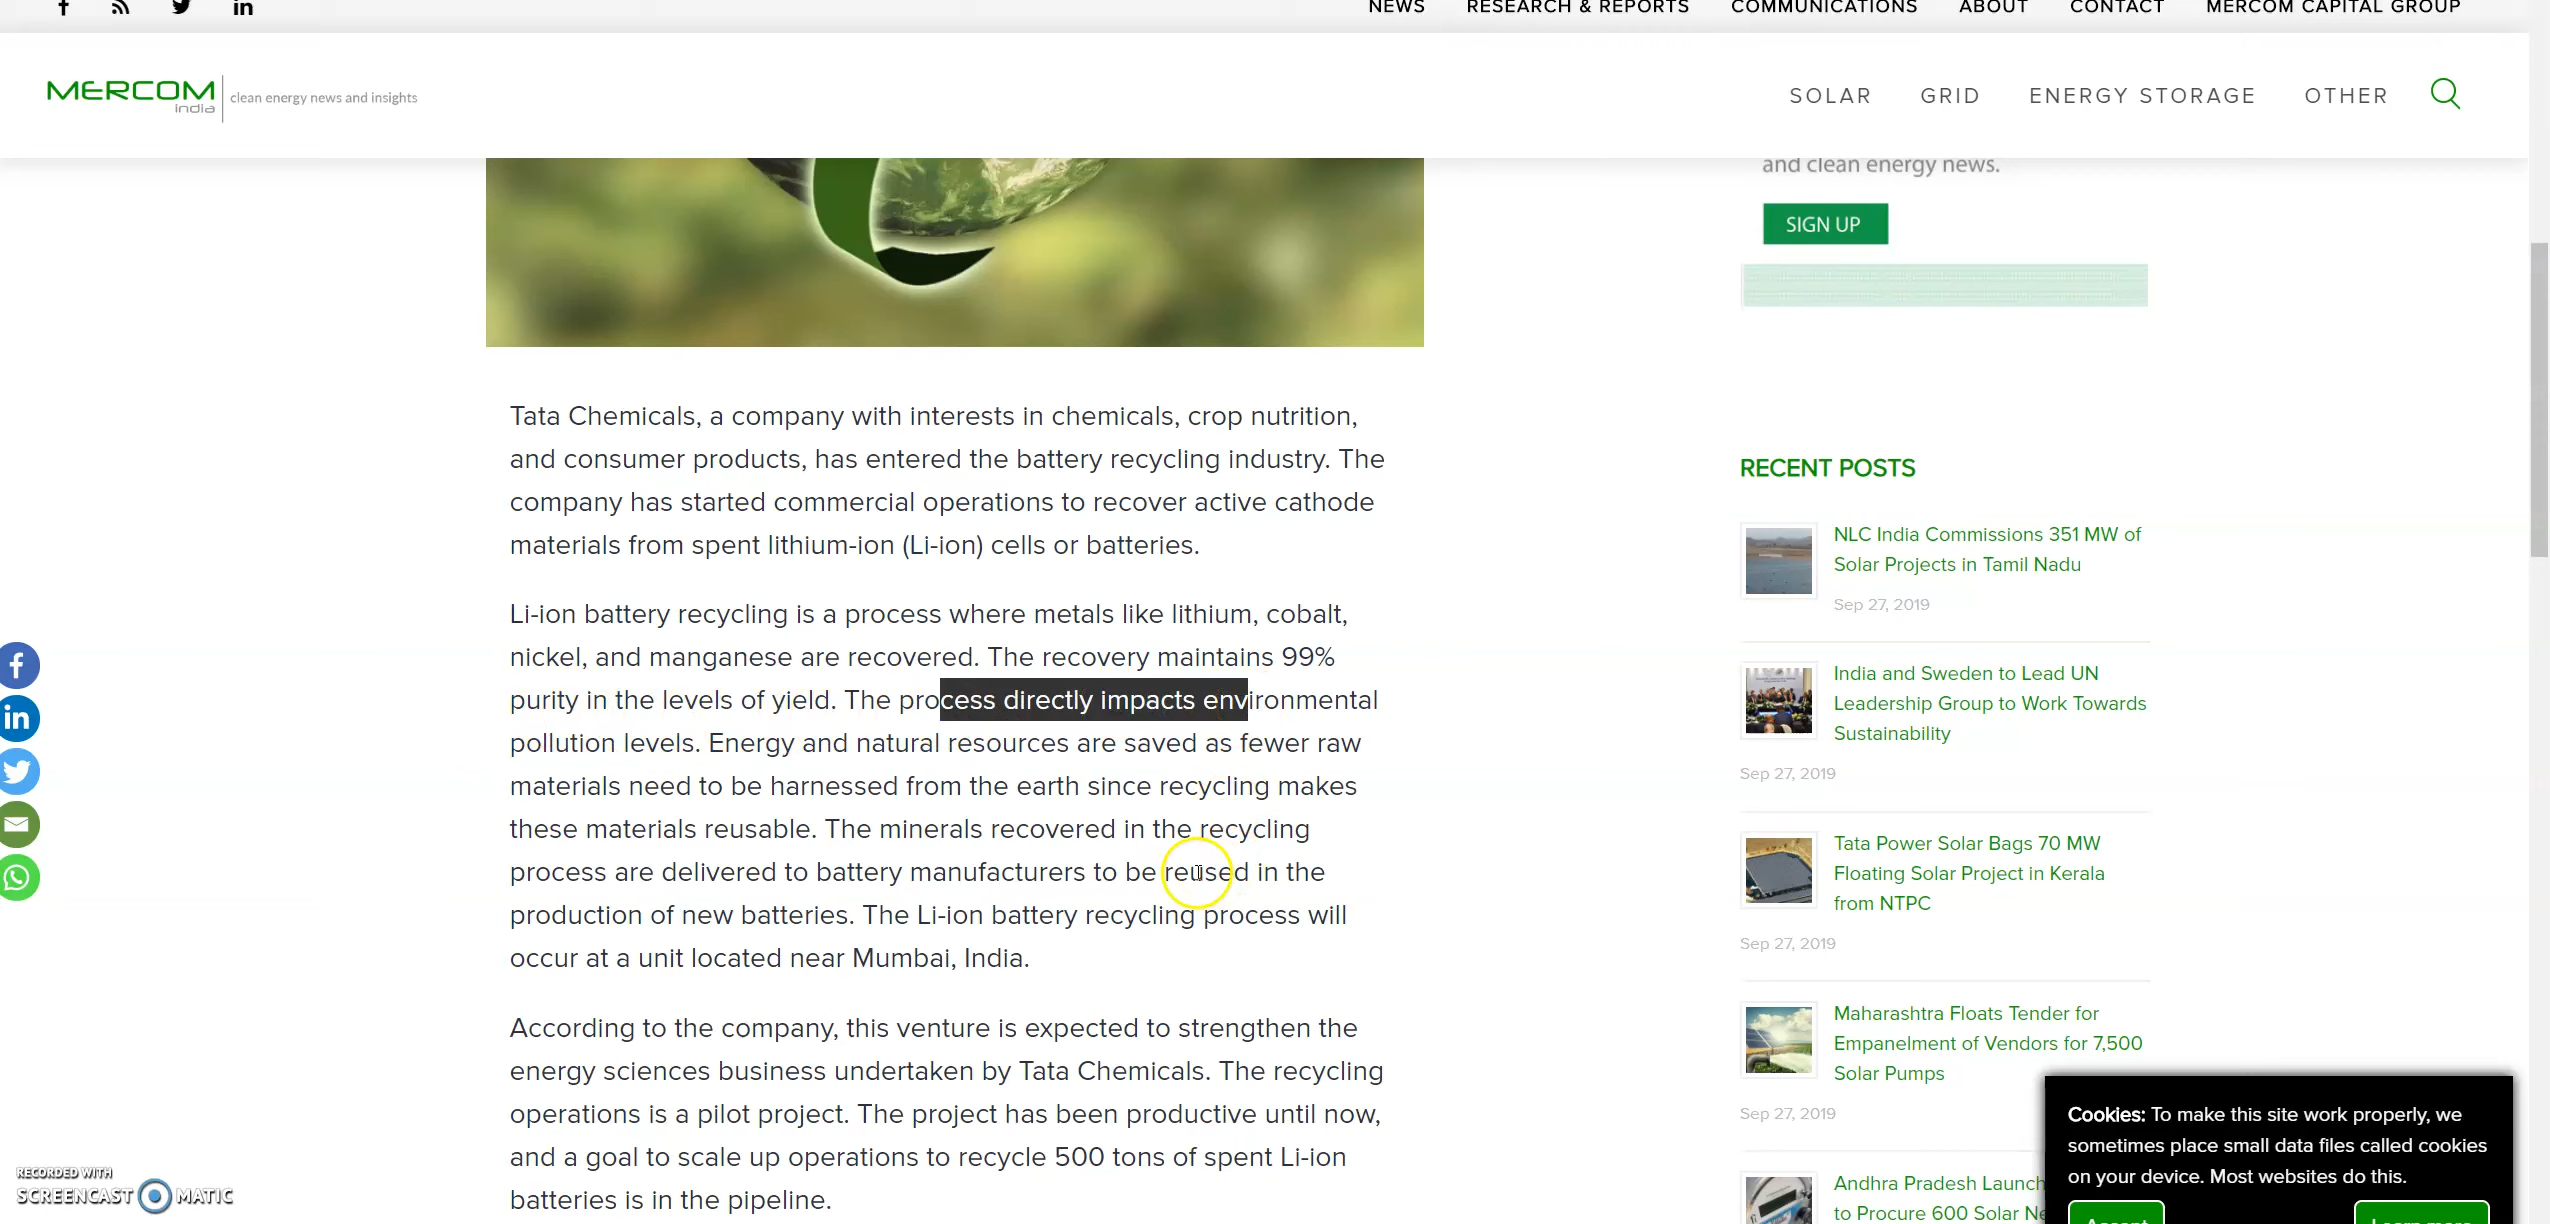 NEWS RESEARCH & REPORTS COMMUNICATIONS ABOUT CONTACT MERCOM CAPITAL GROUP
MERCOM
india
clean energy news and insights
SOLAR GRID ENERGY STORAGE OTHER
and clean energy news.
SIGN UP
Tata Chemicals, a company with interests in chemicals, crop nutrition,
and consumer products, has entered the battery recycling industry. The
company has started commercial operations to recover active cathode
materials from spent lithium-ion (Li-ion) cells or batteries.
Li-ion battery recycling is a process where metals like lithium, cobalt,
nickel, and manganese are recovered. The recovery maintains 99%
purity in the levels of yield. The process directly impacts environmental
pollution levels. Energy and natural resources are saved as fewer raw
materials need to be harnessed from the earth since recycling makes
these materials reusable. The minerals recovered in the recycling
process are delivered to battery manufacturers to be reused in the
production of new batteries. The Li-ion battery recycling process will
occur at a unit located near Mumbai, India.
According to the company, this venture is expected to strengthen the
energy sciences business undertaken by Tata Chemicals. The recycling
operations is a pilot project. The project has been productive until now,
and a goal to scale up operations to recycle 500 tons of spent Li-ion
batteries is in the pipeline.
RECENT POSTS
NLC India Commissions 351 MW of
Solar Projects in Tamil Nadu
Sep 27, 2019
India and Sweden to Lead UN
Leadership Group to Work Towards
Sustainability
Sep 27, 2019
Tata Power Solar Bags 70 MW
Floating Solar Project in Kerala
from NTPC
Sep 27, 2019
Maharashtra Floats Tender for
Empanelment of Vendors for 7,500
Solar Pumps
Sep 27, 2019
Andhra Pradesh Launch
to Procure 600 Solar Ne
Cookies: To make this site work properly, we
sometimes place small data files called cookies
on your device. Most websites do this.
Accept Learn more
RECORDED WITH
SCREENCAST MATIC